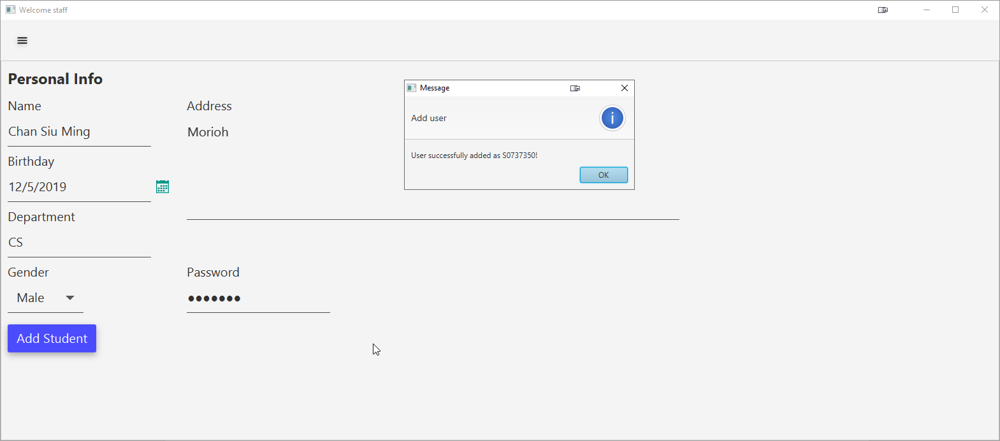 Welcome staff
Personal Info
Name
Chan Siu Ming
Birthday
12/5/2019
Department
CS
Gender
Male
Address
Morioh
Password
●●●●●●●
Add Student
Message
Add user
User successfully added as S0737350!
OK